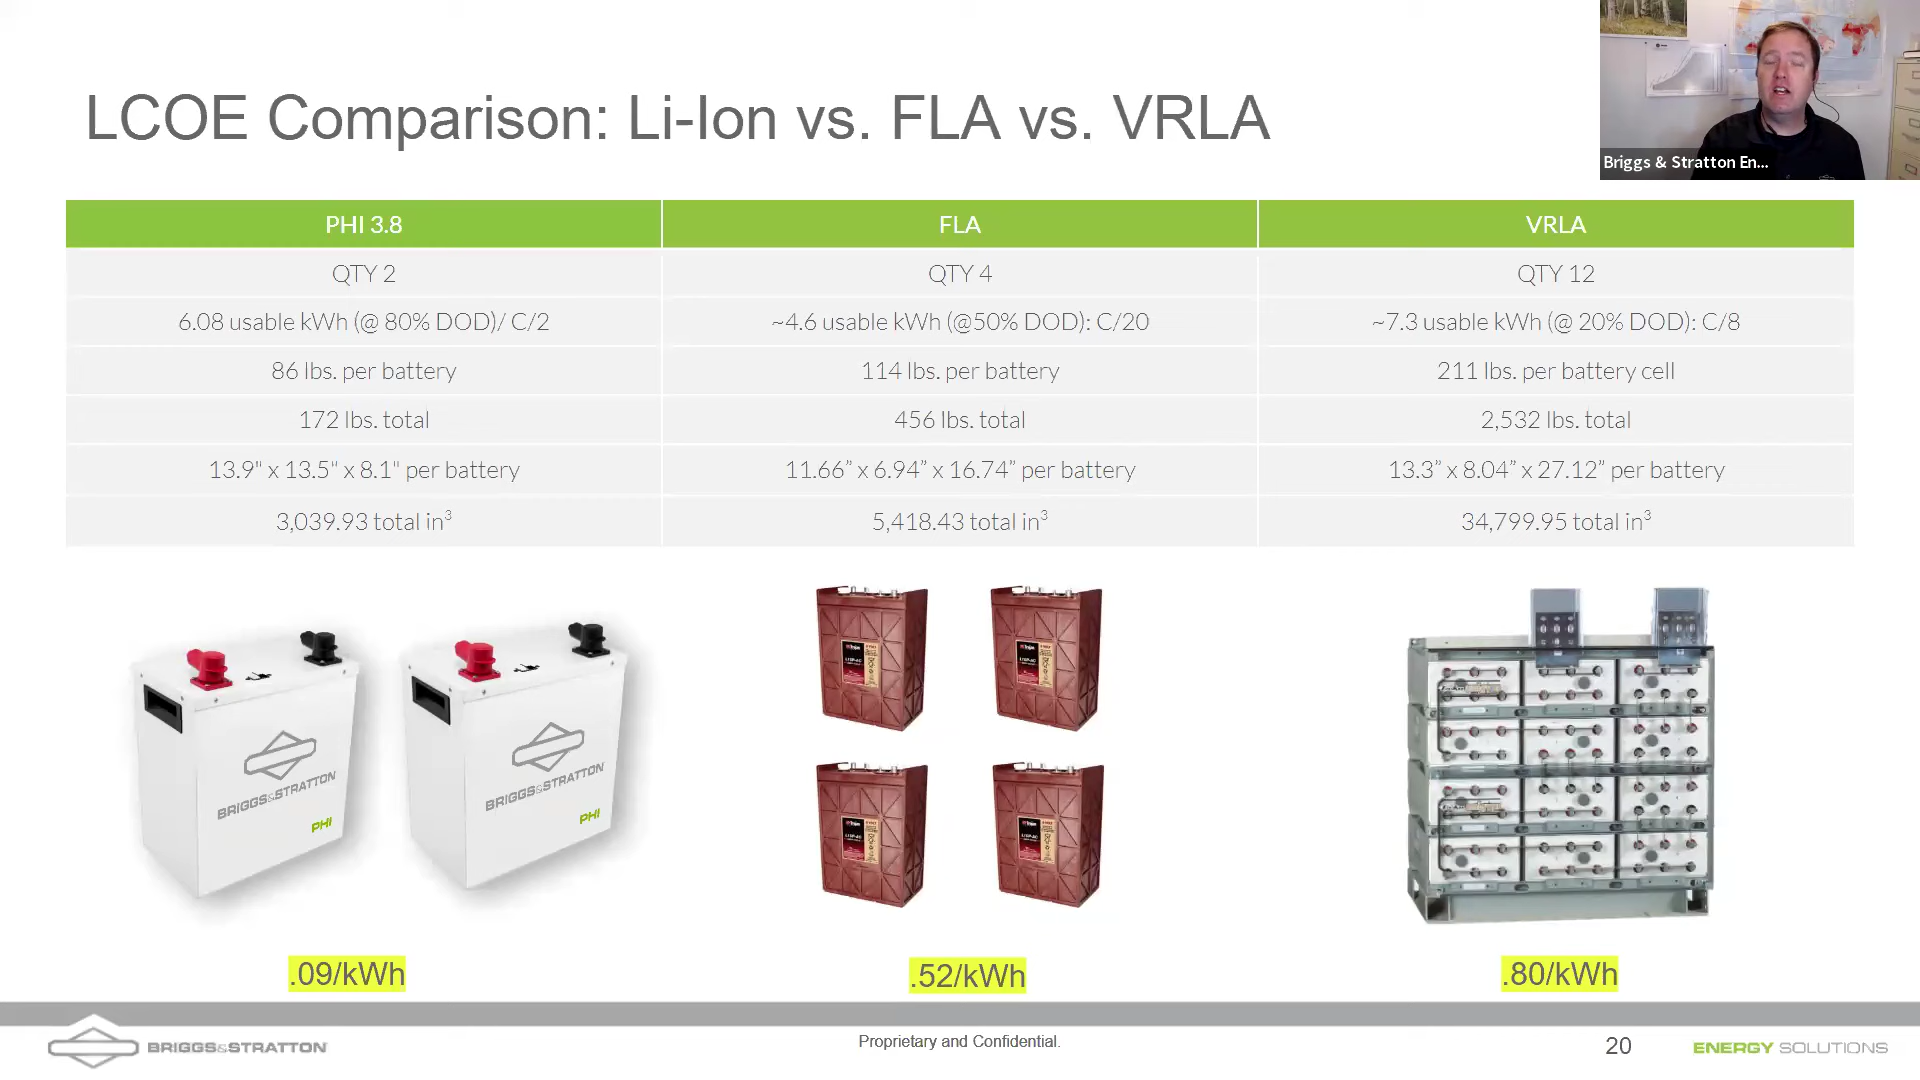 LCOE Comparison: Li-Ion vs. FLA vs. VRLA
Briggs & Stratton En...
PHI 3.8 FLA VRLA
QTY 2 QTY 4 QTY 12
6.08 usable kWh (@ 80% DOD)/ C/2 ~4.6 usable kWh (@50% DOD): C/20 ~7.3 usable kWh (@ 20% DOD): C/8
86 lbs. per battery 114 lbs. per battery 211 lbs. per battery cell
172 lbs. total 456 lbs. total 2,532 lbs. total
13.9" x 13.5" x 8.1" per battery 11.66” x 6.94” x 16.74” per battery 13.3” x 8.04” x 27.12” per battery
3,039.93 total in³ 5,418.43 total in³ 34,799.95 total in³
BRIGGS&STRATTON
PHI
BRIGGS&STRATTON
PHI
.09/kWh .52/kWh .80/kWh
BRIGGS&STRATTON
Proprietary and Confidential.
20
ENERGY SOLUTIONS